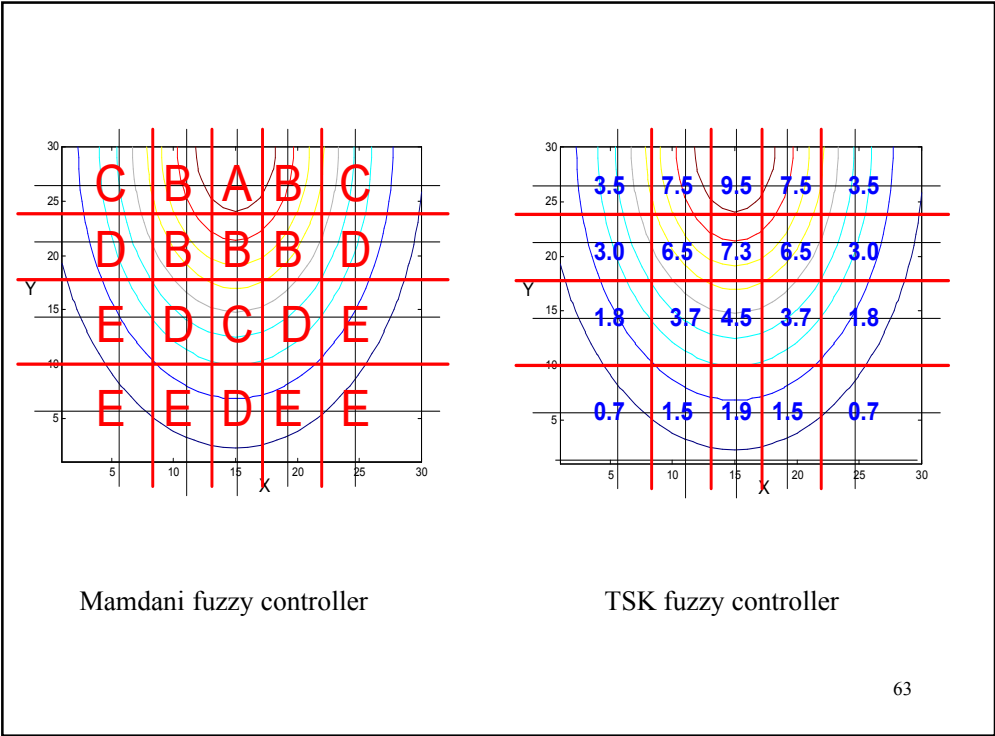 30
C B A B C
25
D B B B D
20
Y
15
E D C D E
10
E E D E E
5
5 10 15 20 25 30
X
30
3.5 7.5 9.5 7.5 3.5
25
3.0 6.5 7.3 6.5 3.0
20
Y
15
1.8 3.7 4.5 3.7 1.8
10
0.7 1.5 1.9 1.5 0.7
5
5 10 15 20 25 30
X
Mamdani fuzzy controller
TSK fuzzy controller
63